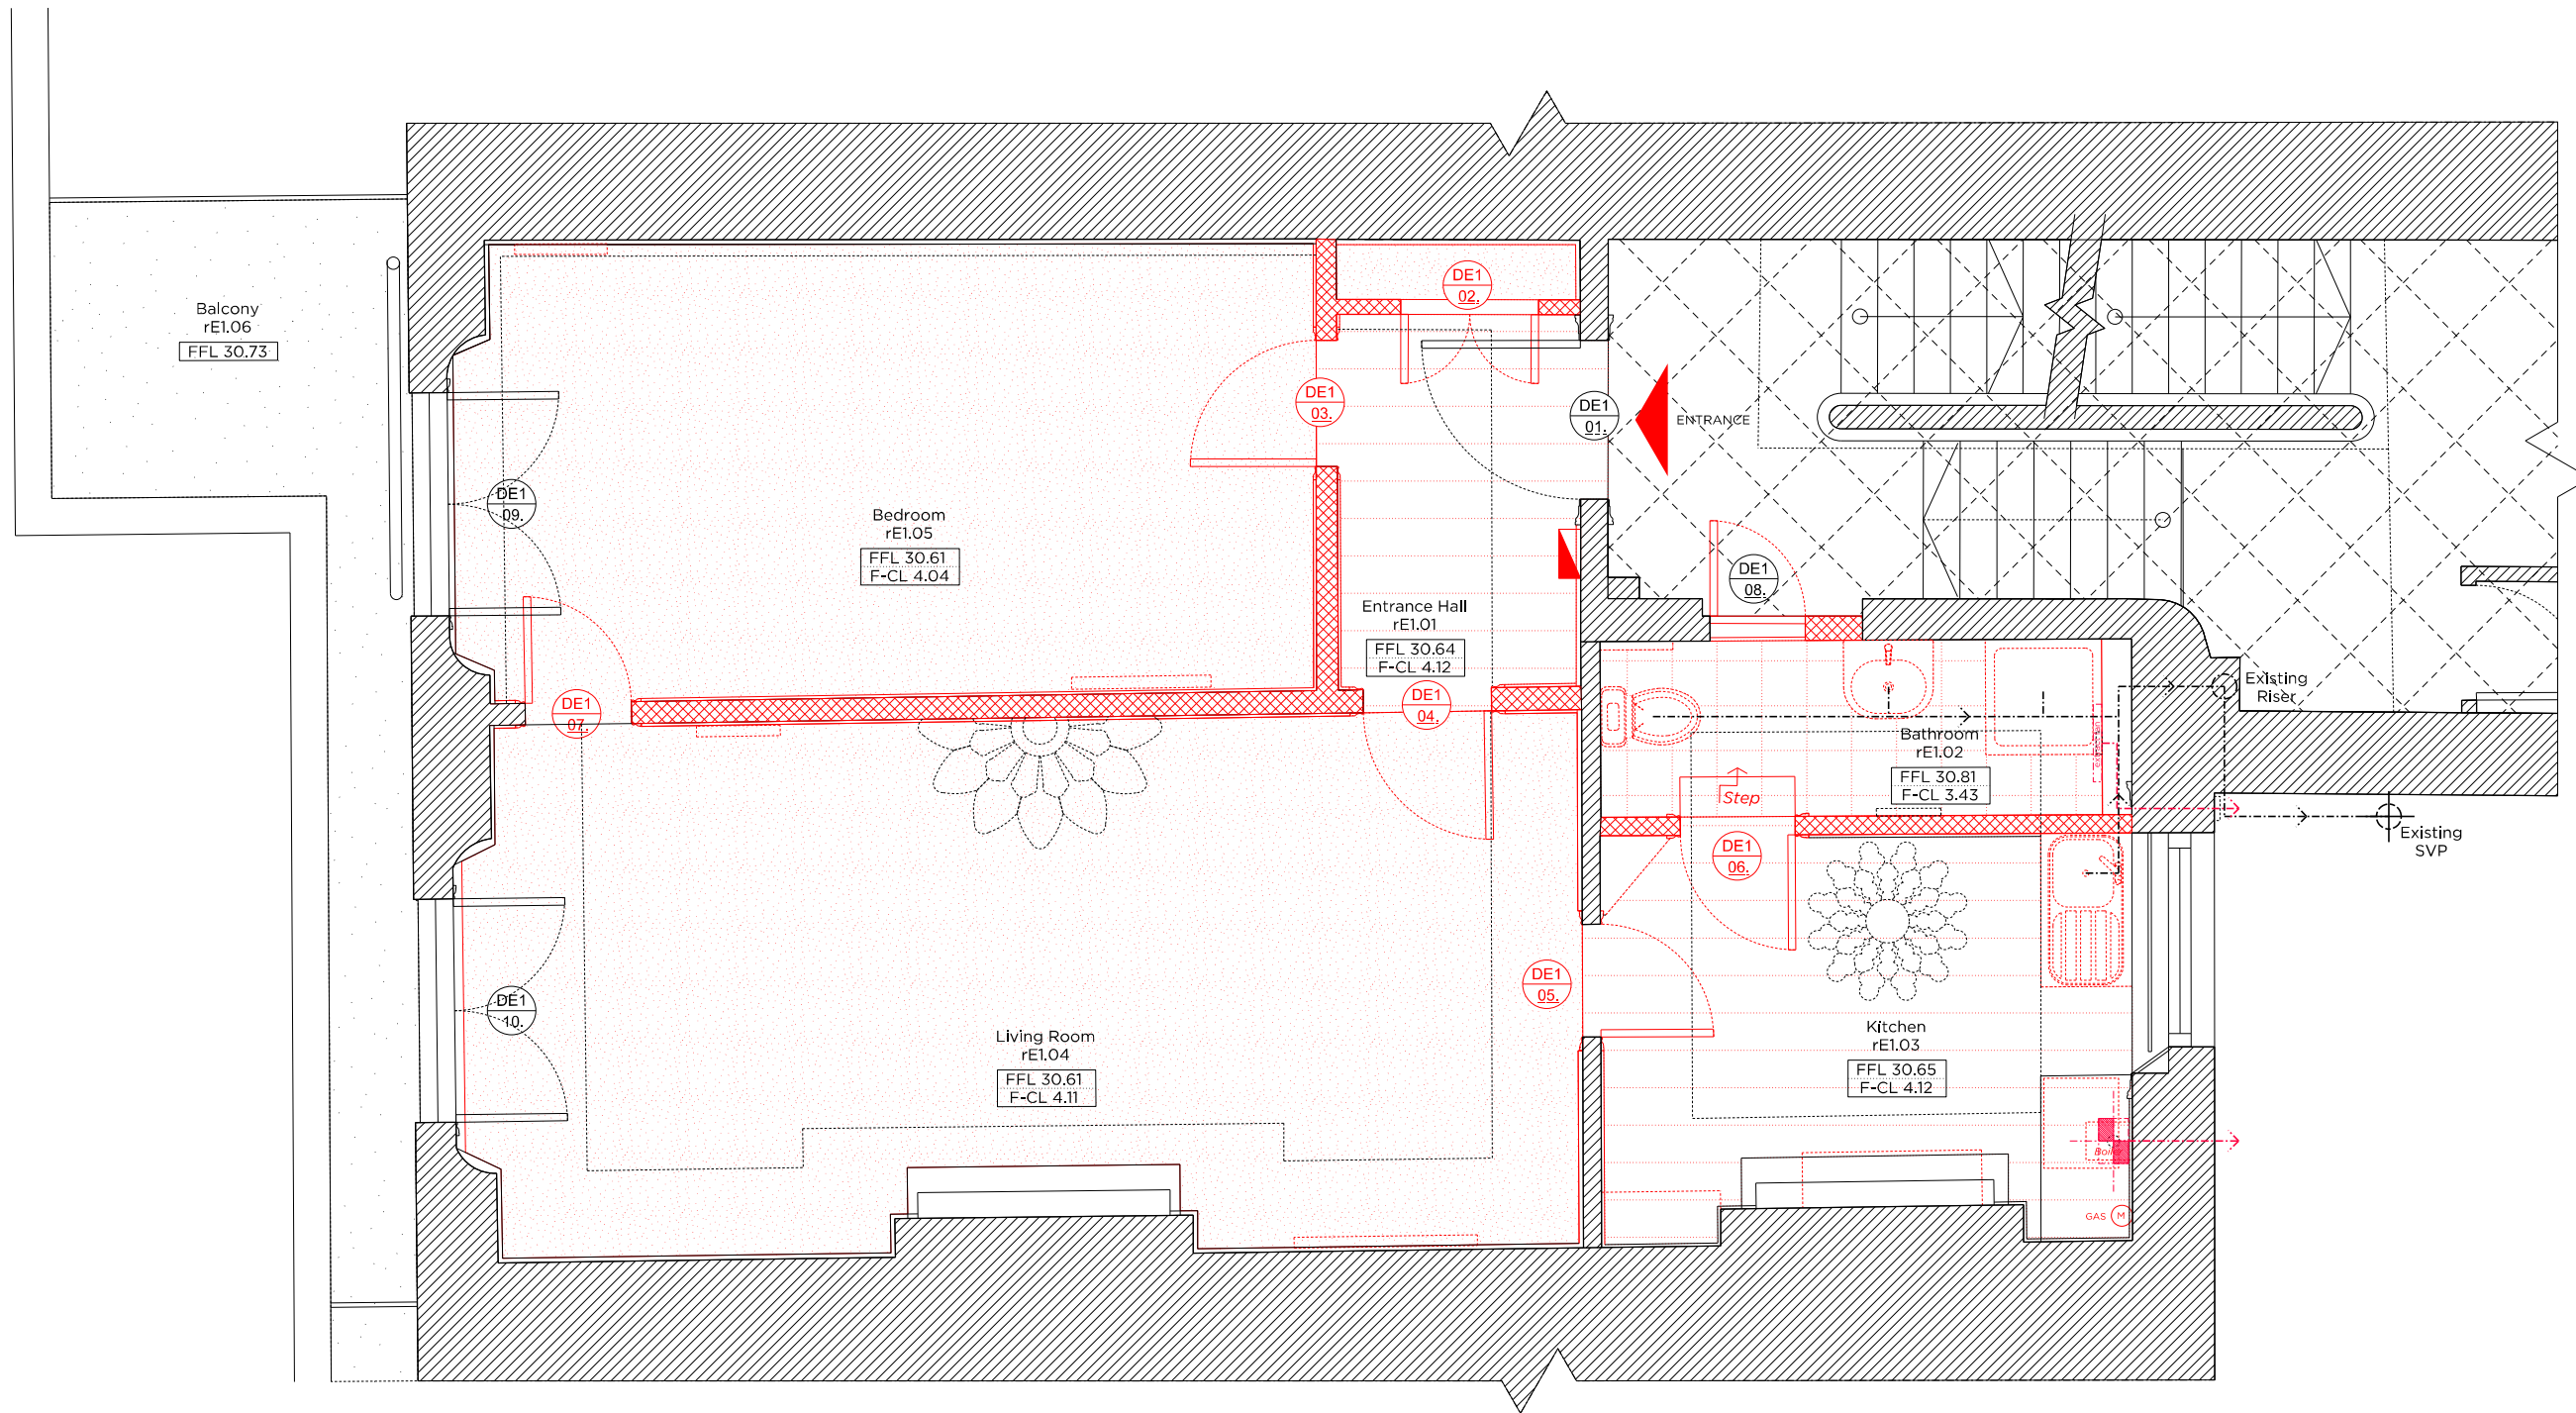 Balcony
rE1.06
FFL 30.73
DE1
02.
DE1
03.
DE1
01.
ENTRANCE
DE1
09.
Bedroom
rE1.05
FFL 30.61
F-CL 4.04
DE1
08.
Entrance Hall
rE1.01
FFL 30.64
F-CL 4.12
DE1
07.
DE1
04.
Existing
Riser
Bathroom
rE1.02
FFL 30.81
F-CL 3.43
Step
Existing
SVP
DE1
06.
DE1
05.
DE1
10.
Living Room
rE1.04
FFL 30.61
F-CL 4.11
Kitchen
rE1.03
FFL 30.65
F-CL 4.12
Boiler
GAS M